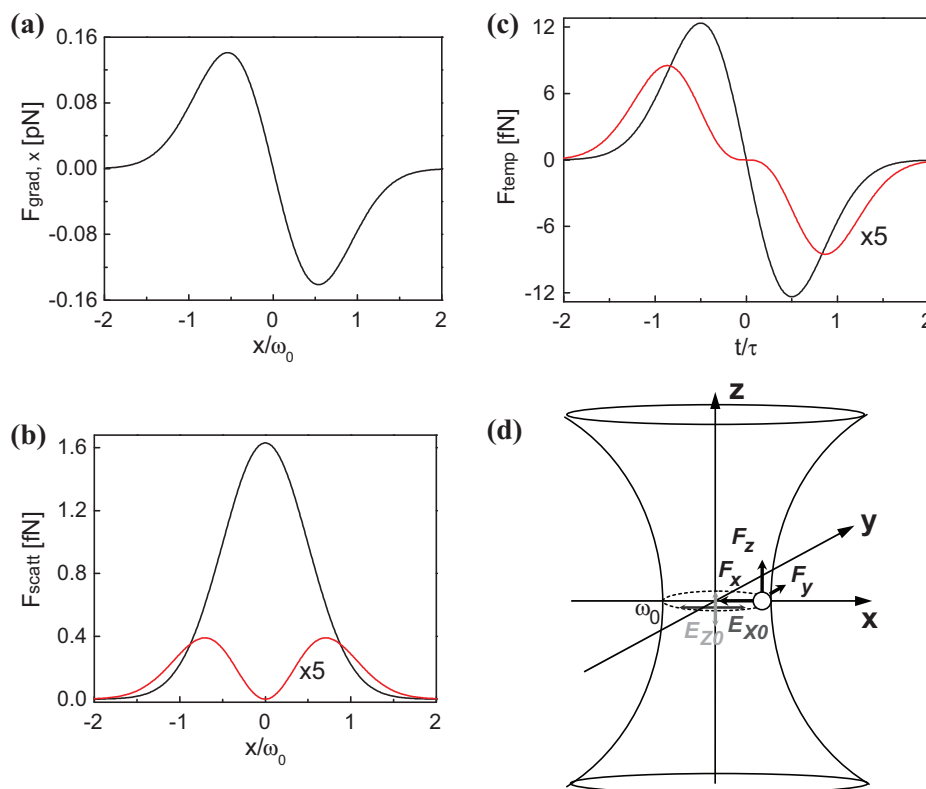 (a)
0.16
0.08
0.00
-0.08
-0.16
F_grad, x [pN]
-2 -1 0 1 2
x/ω_0
(c)
12
6
0
-6
-12
F_temp [fN]
x5
-2 -1 0 1 2
t/τ
(b)
1.6
1.2
0.8
0.4
0.0
F_scatt [fN]
x5
-2 -1 0 1 2
x/ω_0
(d)
z
y
F_z
F_x F_y
ω_0 x
E_Z0 E_X0